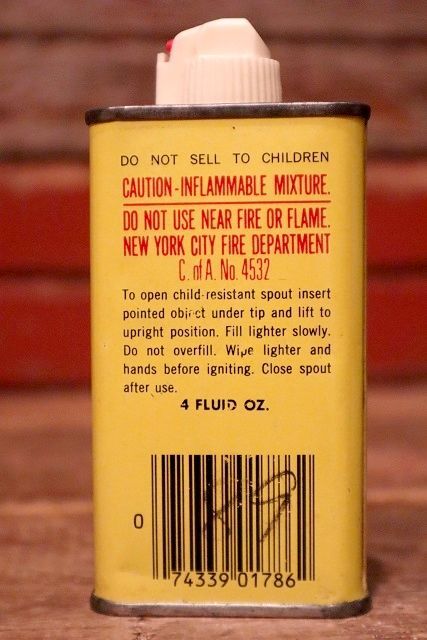 DO NOT SELL TO CHILDREN
CAUTION-INFLAMMABLE MIXTURE.
DO NOT USE NEAR FIRE OR FLAME.
NEW YORK CITY FIRE DEPARTMENT
C. of A. No. 4532
To open child-resistant spout insert
pointed object under tip and lift to
upright position. Fill lighter slowly.
Do not overfill. Wipe lighter and
hands before igniting. Close spout
after use.
4 FLUID OZ.
0
74339 01786